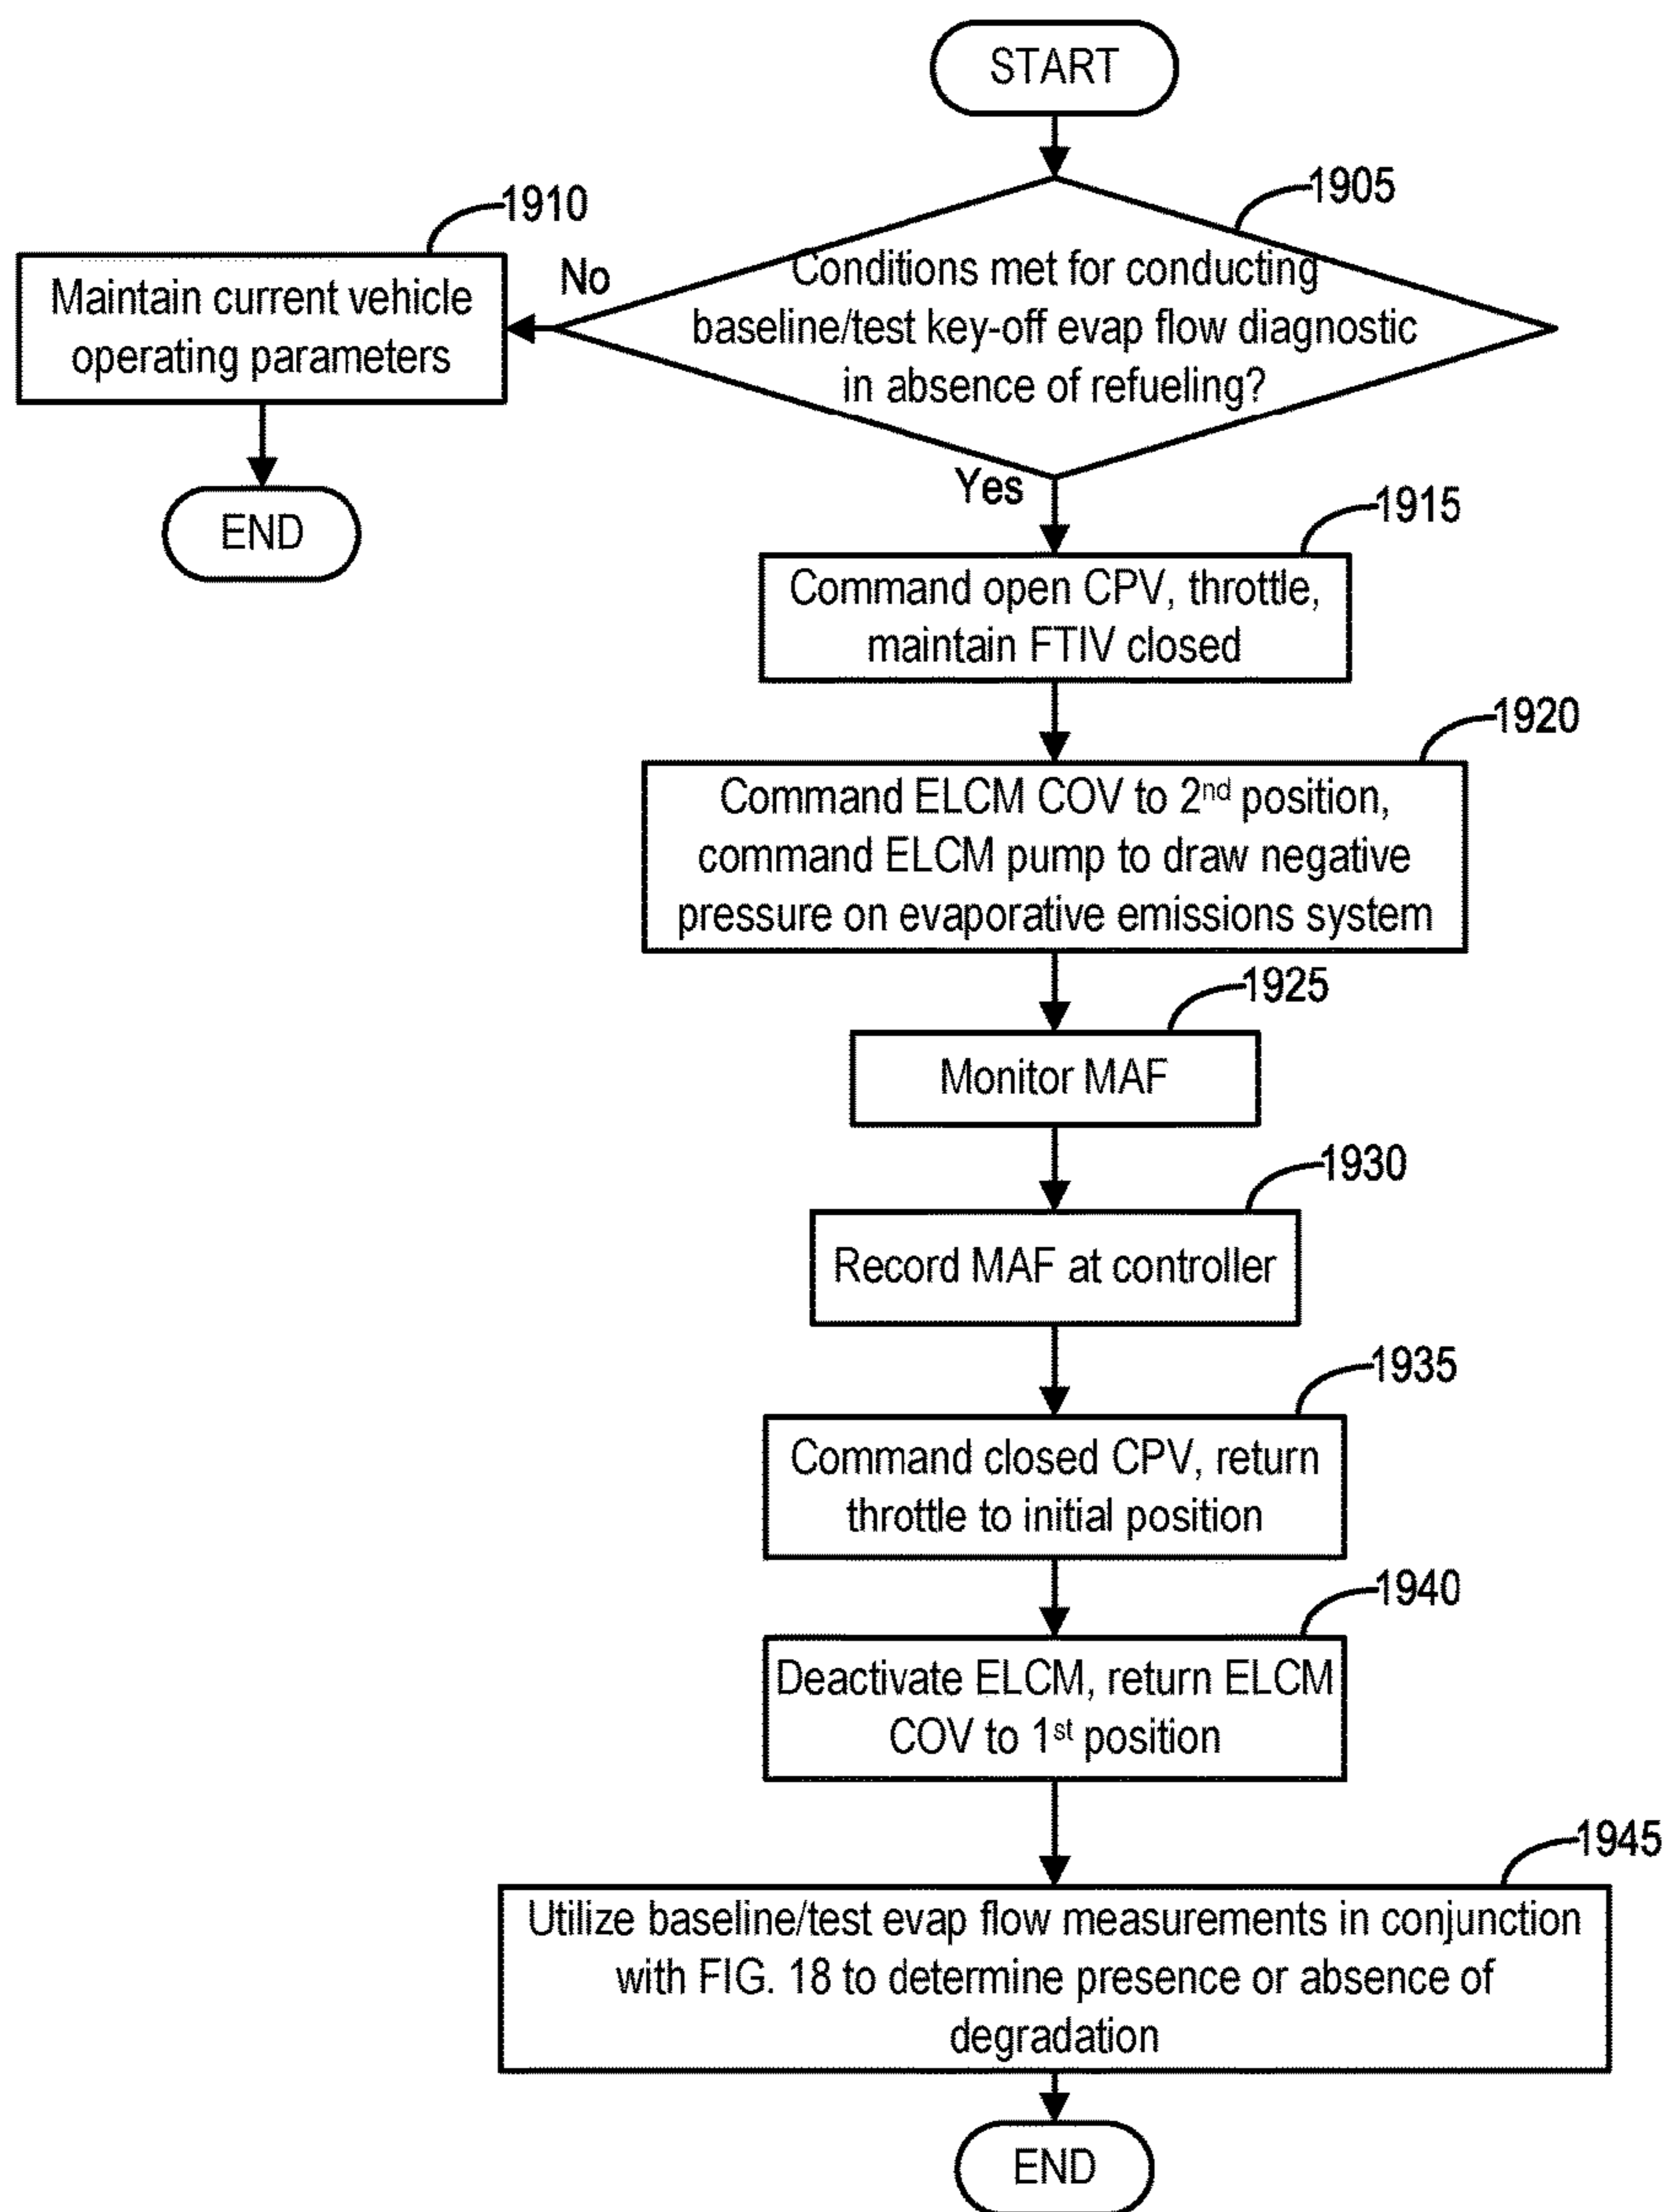 START
1905
Conditions met for conducting
baseline/test key-off evap flow diagnostic
in absence of refueling?
No
1910
Maintain current vehicle
operating parameters
END
Yes
1915
Command open CPV, throttle,
maintain FTIV closed
1920
Command ELCM COV to 2nd position,
command ELCM pump to draw negative
pressure on evaporative emissions system
1925
Monitor MAF
1930
Record MAF at controller
1935
Command closed CPV, return
throttle to initial position
1940
Deactivate ELCM, return ELCM
COV to 1st position
1945
Utilize baseline/test evap flow measurements in conjunction
with FIG. 18 to determine presence or absence of
degradation
END